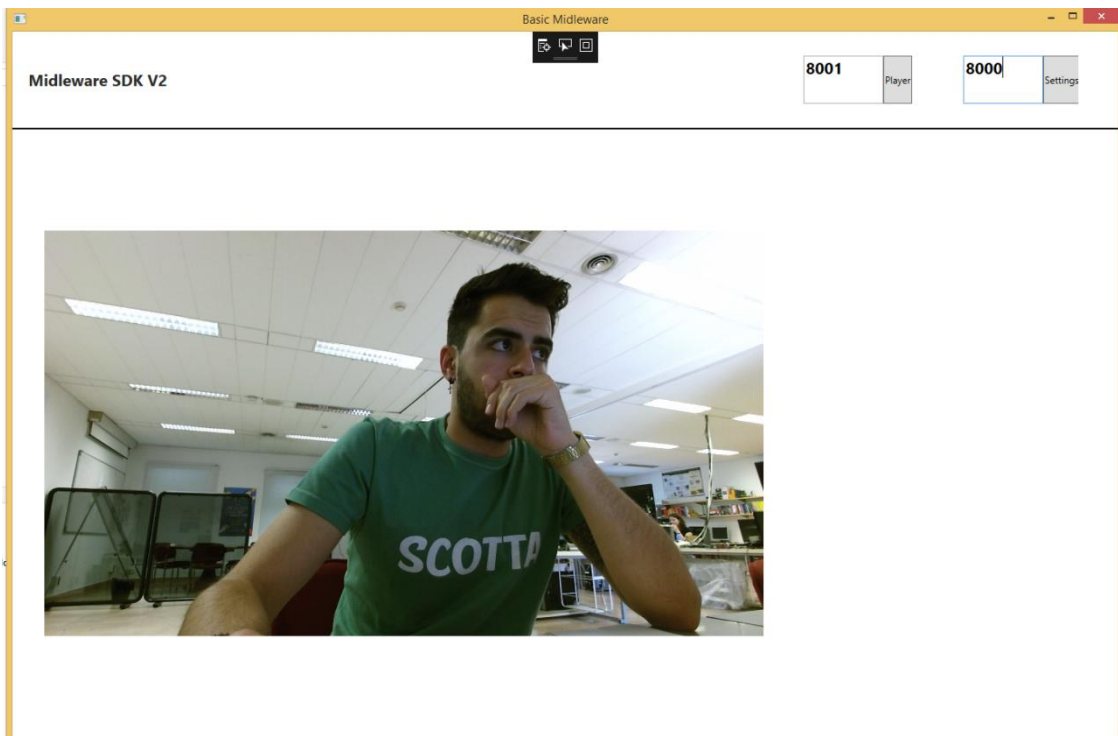 Basic Midleware
Midleware SDK V2
8001
Player
8000
Settings
SCOTTA